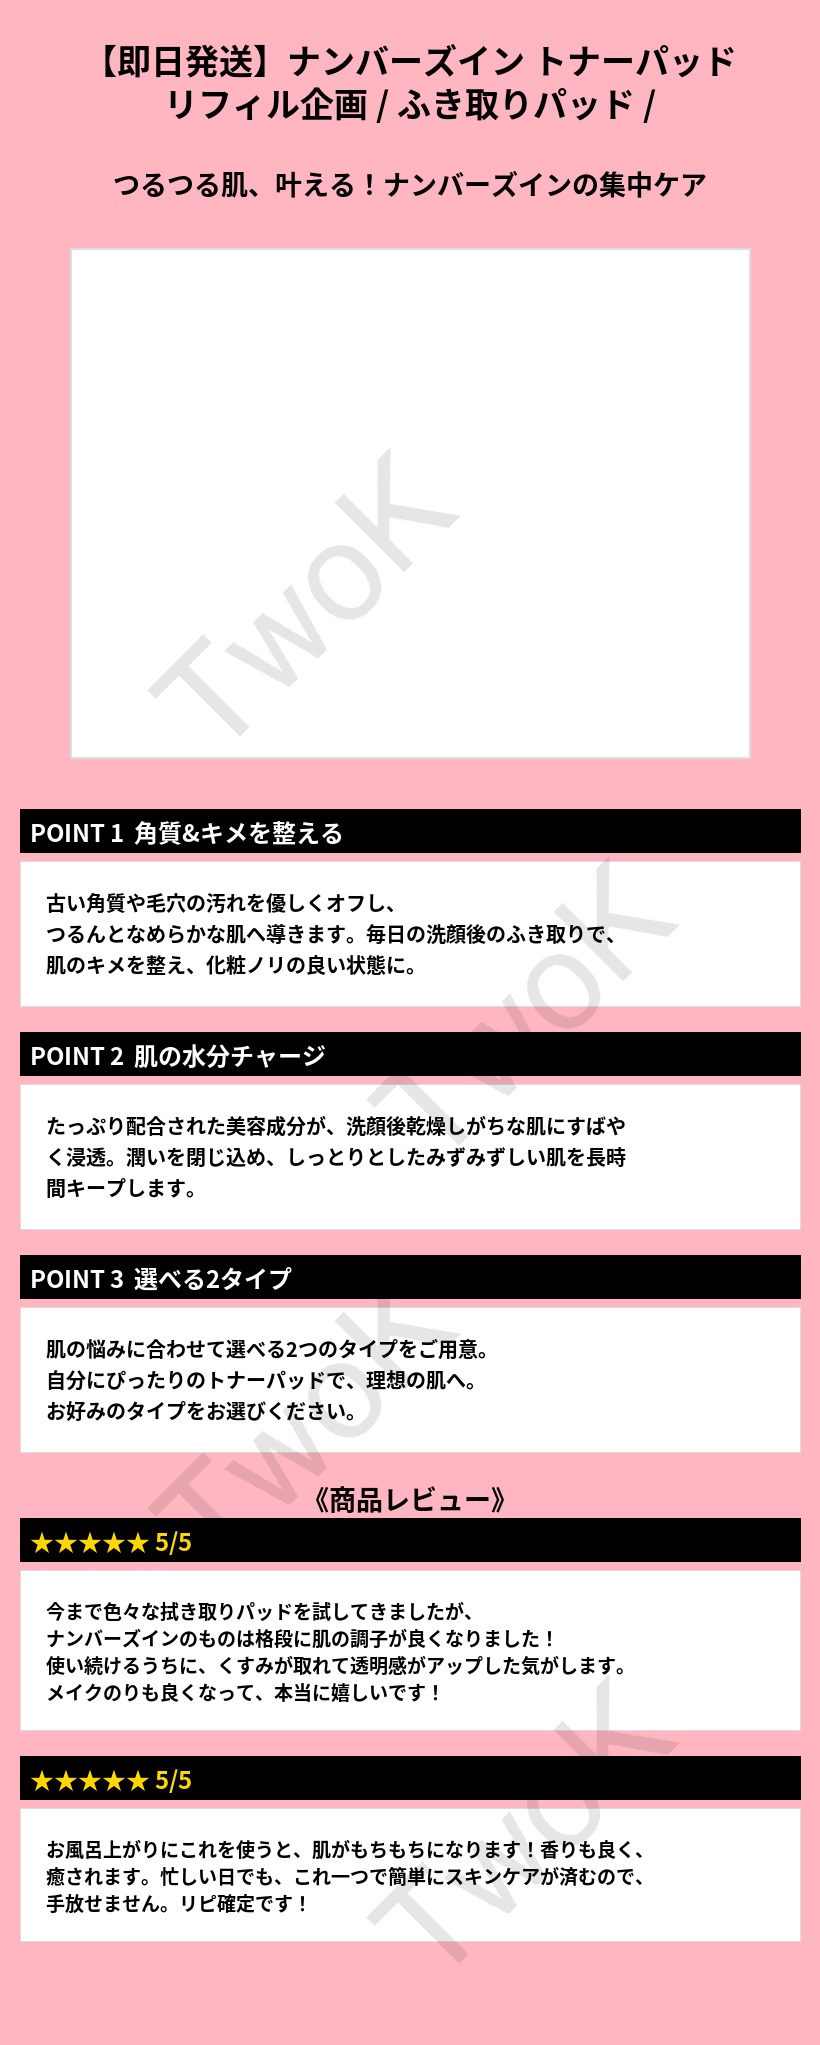 【即日発送】ナンバーズイン トナーパッド
リフィル企画 / ふき取りパッド /
つるつる肌、叶える！ナンバーズインの集中ケア
TwoK
POINT 1 角質&キメを整える
古い角質や毛穴の汚れを優しくオフし、
つるんとなめらかな肌へ導きます。毎日の洗顔後のふき取りで、
肌のキメを整え、化粧ノリの良い状態に。
TwoK
POINT 2 肌の水分チャージ
たっぷり配合された美容成分が、洗顔後乾燥しがちな肌にすばや
く浸透。潤いを閉じ込め、しっとりとしたみずみずしい肌を長時
間キープします。
POINT 3 選べる2タイプ
肌の悩みに合わせて選べる2つのタイプをご用意。
自分にぴったりのトナーパッドで、理想の肌へ。
お好みのタイプをお選びください。
TwoK
《商品レビュー》
★★★★★ 5/5
今まで色々な拭き取りパッドを試してきましたが、
ナンバーズインのものは格段に肌の調子が良くなりました！
使い続けるうちに、くすみが取れて透明感がアップした気がします。
メイクのりも良くなって、本当に嬉しいです！
★★★★★ 5/5
お風呂上がりにこれを使うと、肌がもちもちになります！香りも良く、
癒されます。忙しい日でも、これ一つで簡単にスキンケアが済むので、
手放せません。リピ確定です！
TwoK